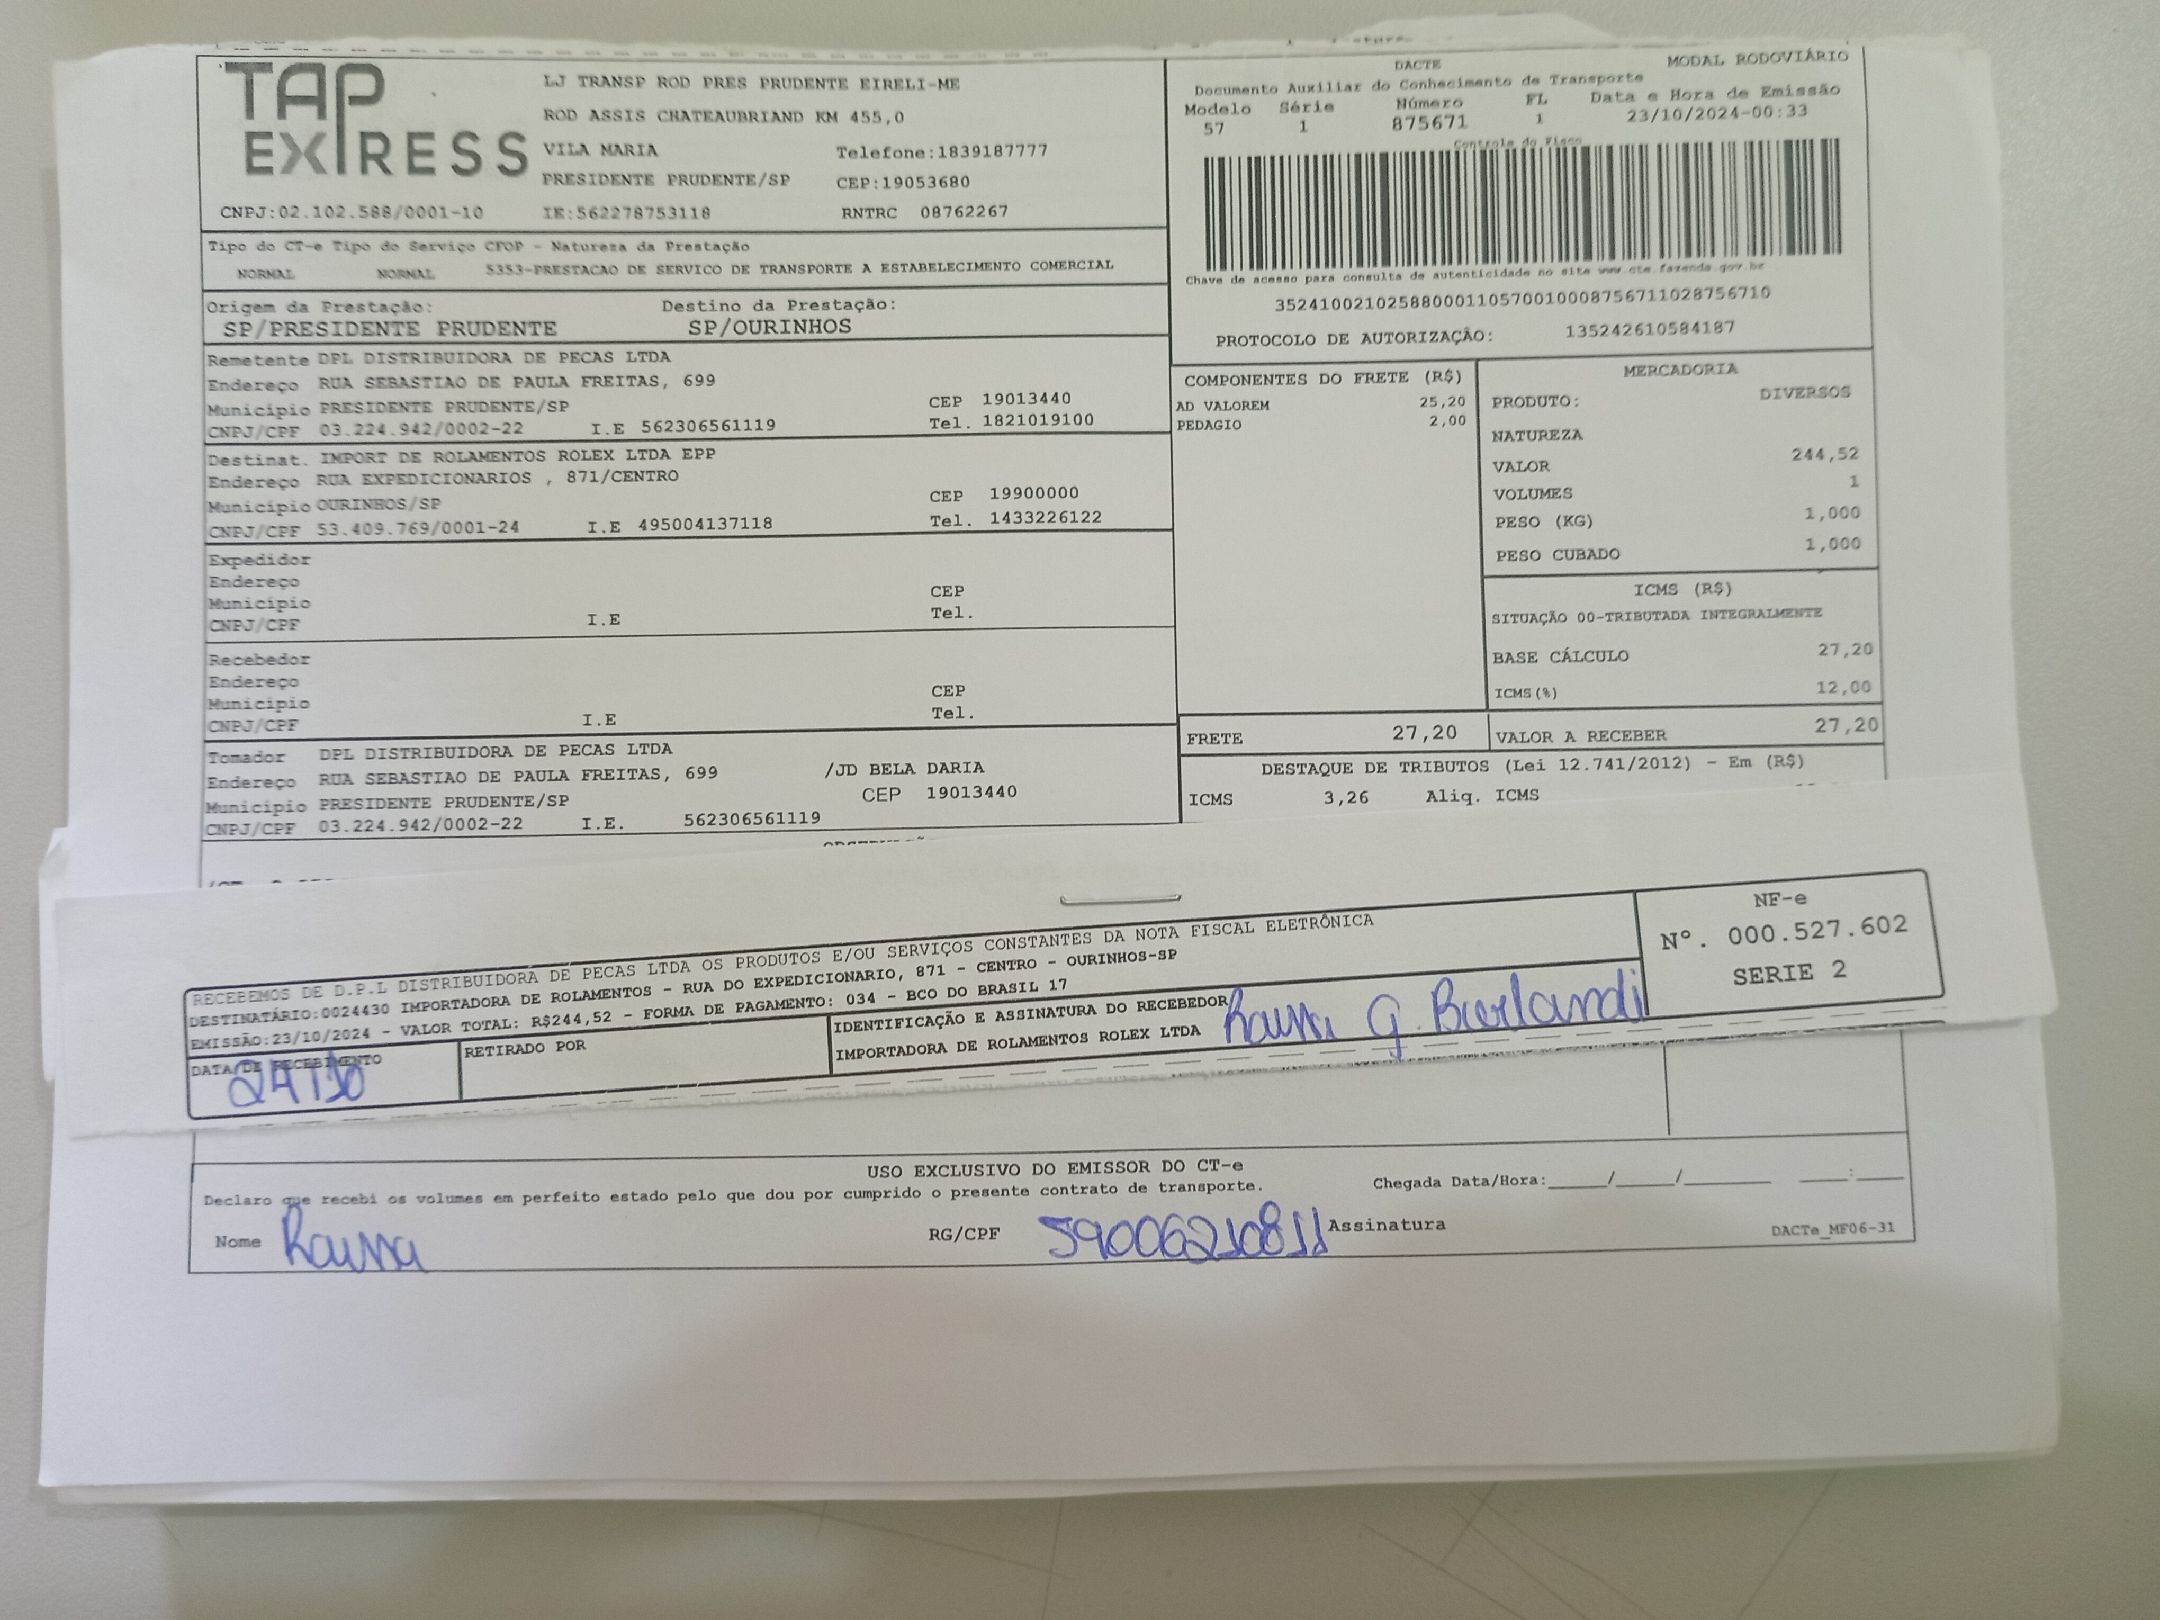 TAP EXPRESS
LJ TRANSP ROD PRES PRUDENTE EIRELI-ME
ROD ASSIS CHATEAUBRIAND KM 455,0
VILA MARIA Telefone:1839187777
PRESIDENTE PRUDENTE/SP CEP:19053680
CNPJ:02.102.588/0001-10 IE:562278753118 RNTRC 08762267
DACTE MODAL RODOVIÁRIO
Documento Auxiliar do Conhecimento de Transporte
Modelo Série Número FL Data e Hora de Emissão
57 1 875671 1 23/10/2024-00:33
Controle do Fisco
Chave de acesso para consulta de autenticidade no site www.cte.fazenda.gov.br
35241002102588000110570010008756711028756710
PROTOCOLO DE AUTORIZAÇÃO: 135242610584187
Tipo do CT-e Tipo do Serviço CFOP - Natureza da Prestação
NORMAL NORMAL 5353-PRESTACAO DE SERVICO DE TRANSPORTE A ESTABELECIMENTO COMERCIAL
Origem da Prestação: Destino da Prestação:
SP/PRESIDENTE PRUDENTE SP/OURINHOS
Remetente DPL DISTRIBUIDORA DE PECAS LTDA
Endereço RUA SEBASTIAO DE PAULA FREITAS, 699
Município PRESIDENTE PRUDENTE/SP CEP 19013440
CNPJ/CPF 03.224.942/0002-22 I.E 562306561119 Tel. 1821019100
Destinat. IMPORT DE ROLAMENTOS ROLEX LTDA EPP
Endereço RUA EXPEDICIONARIOS , 871/CENTRO
Município OURINHOS/SP CEP 19900000
CNPJ/CPF 53.409.769/0001-24 I.E 495004137118 Tel. 1433226122
Expedidor
Endereço
Município CEP
CNPJ/CPF I.E Tel.
Recebedor
Endereço
Município CEP
CNPJ/CPF I.E Tel.
Tomador DPL DISTRIBUIDORA DE PECAS LTDA
Endereço RUA SEBASTIAO DE PAULA FREITAS, 699 /JD BELA DARIA
Município PRESIDENTE PRUDENTE/SP CEP 19013440
CNPJ/CPF 03.224.942/0002-22 I.E. 562306561119
COMPONENTES DO FRETE (R$)
AD VALOREM 25,20
PEDAGIO 2,00
MERCADORIA
PRODUTO: DIVERSOS
NATUREZA
VALOR 244,52
VOLUMES 1
PESO (KG) 1,000
PESO CUBADO 1,000
ICMS (R$)
SITUAÇÃO 00-TRIBUTADA INTEGRALMENTE
BASE CÁLCULO 27,20
ICMS(%) 12,00
FRETE 27,20 VALOR A RECEBER 27,20
DESTAQUE DE TRIBUTOS (Lei 12.741/2012) - Em (R$)
ICMS 3,26 Aliq. ICMS
RECEBEMOS DE D.P.L DISTRIBUIDORA DE PECAS LTDA OS PRODUTOS E/OU SERVIÇOS CONSTANTES DA NOTA FISCAL ELETRÔNICA
DESTINATÁRIO:0024430 IMPORTADORA DE ROLAMENTOS - RUA DO EXPEDICIONARIO, 871 - CENTRO - OURINHOS-SP
EMISSÃO:23/10/2024 - VALOR TOTAL: R$244,52 - FORMA DE PAGAMENTO: 034 - BCO DO BRASIL 17
DATA DE RECEBIMENTO RETIRADO POR IDENTIFICAÇÃO E ASSINATURA DO RECEBEDOR
24/10 IMPORTADORA DE ROLAMENTOS ROLEX LTDA
NF-e
Nº. 000.527.602
SERIE 2
USO EXCLUSIVO DO EMISSOR DO CT-e
Declaro que recebi os volumes em perfeito estado pelo que dou por cumprido o presente contrato de transporte. Chegada Data/Hora:_____/_____/_______ ____:____
Nome RG/CPF 59006210811 Assinatura
DACTe_MF06-31